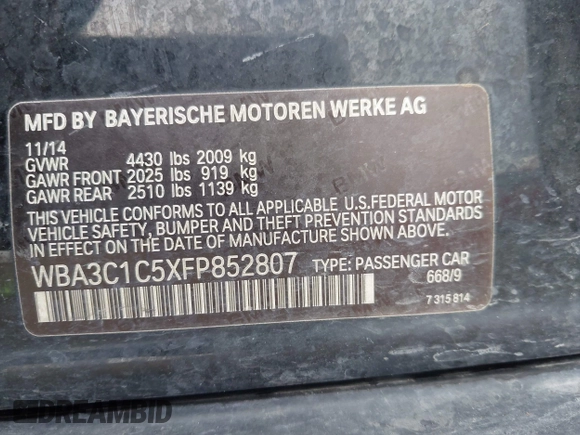 MFD BY BAYERISCHE MOTOREN WERKE AG
11/14
GVWR 4430 lbs 2009 kg
GAWR FRONT 2025 lbs 919 kg
GAWR REAR 2510 lbs 1139 kg
THIS VEHICLE CONFORMS TO ALL APPLICABLE U.S.FEDERAL MOTOR
VEHICLE SAFETY, BUMPER AND THEFT PREVENTION STANDARDS
IN EFFECT ON THE DATE OF MANUFACTURE SHOWN ABOVE.
WBA3C1C5XFP852807 TYPE: PASSENGER CAR
668/9
7 315 814
DREAMBID